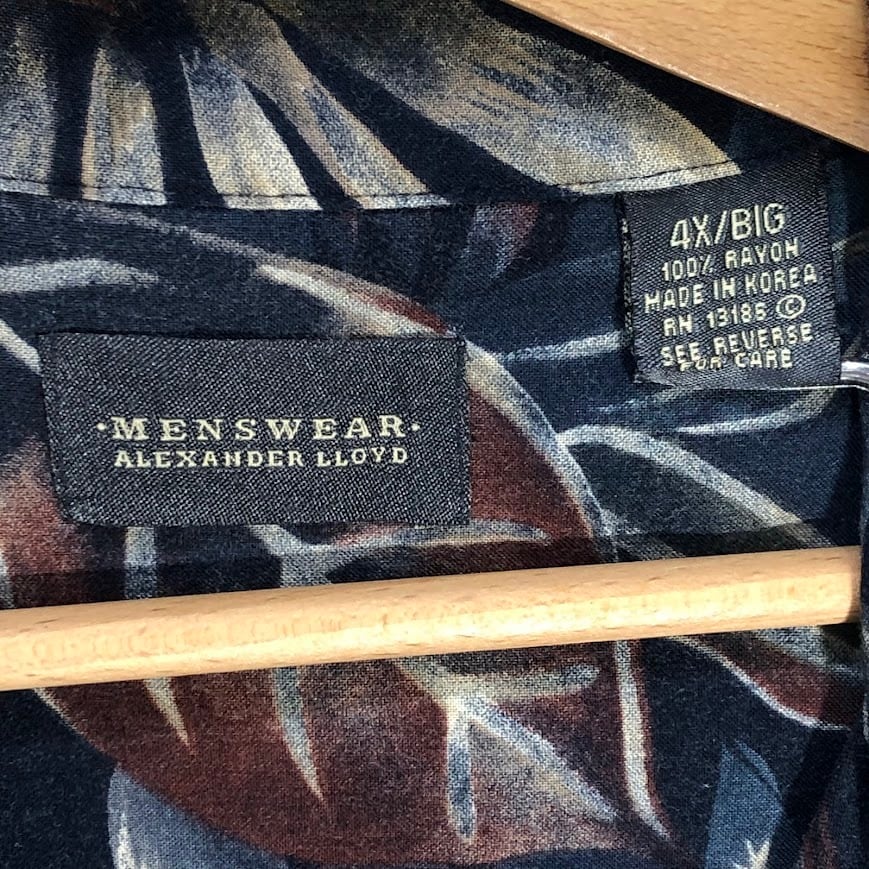 4X/BIG
100% RAYON
MADE IN KOREA
RN 13185 ©
SEE REVERSE
FOR CARE
·MENSWEAR·
ALEXANDER LLOYD